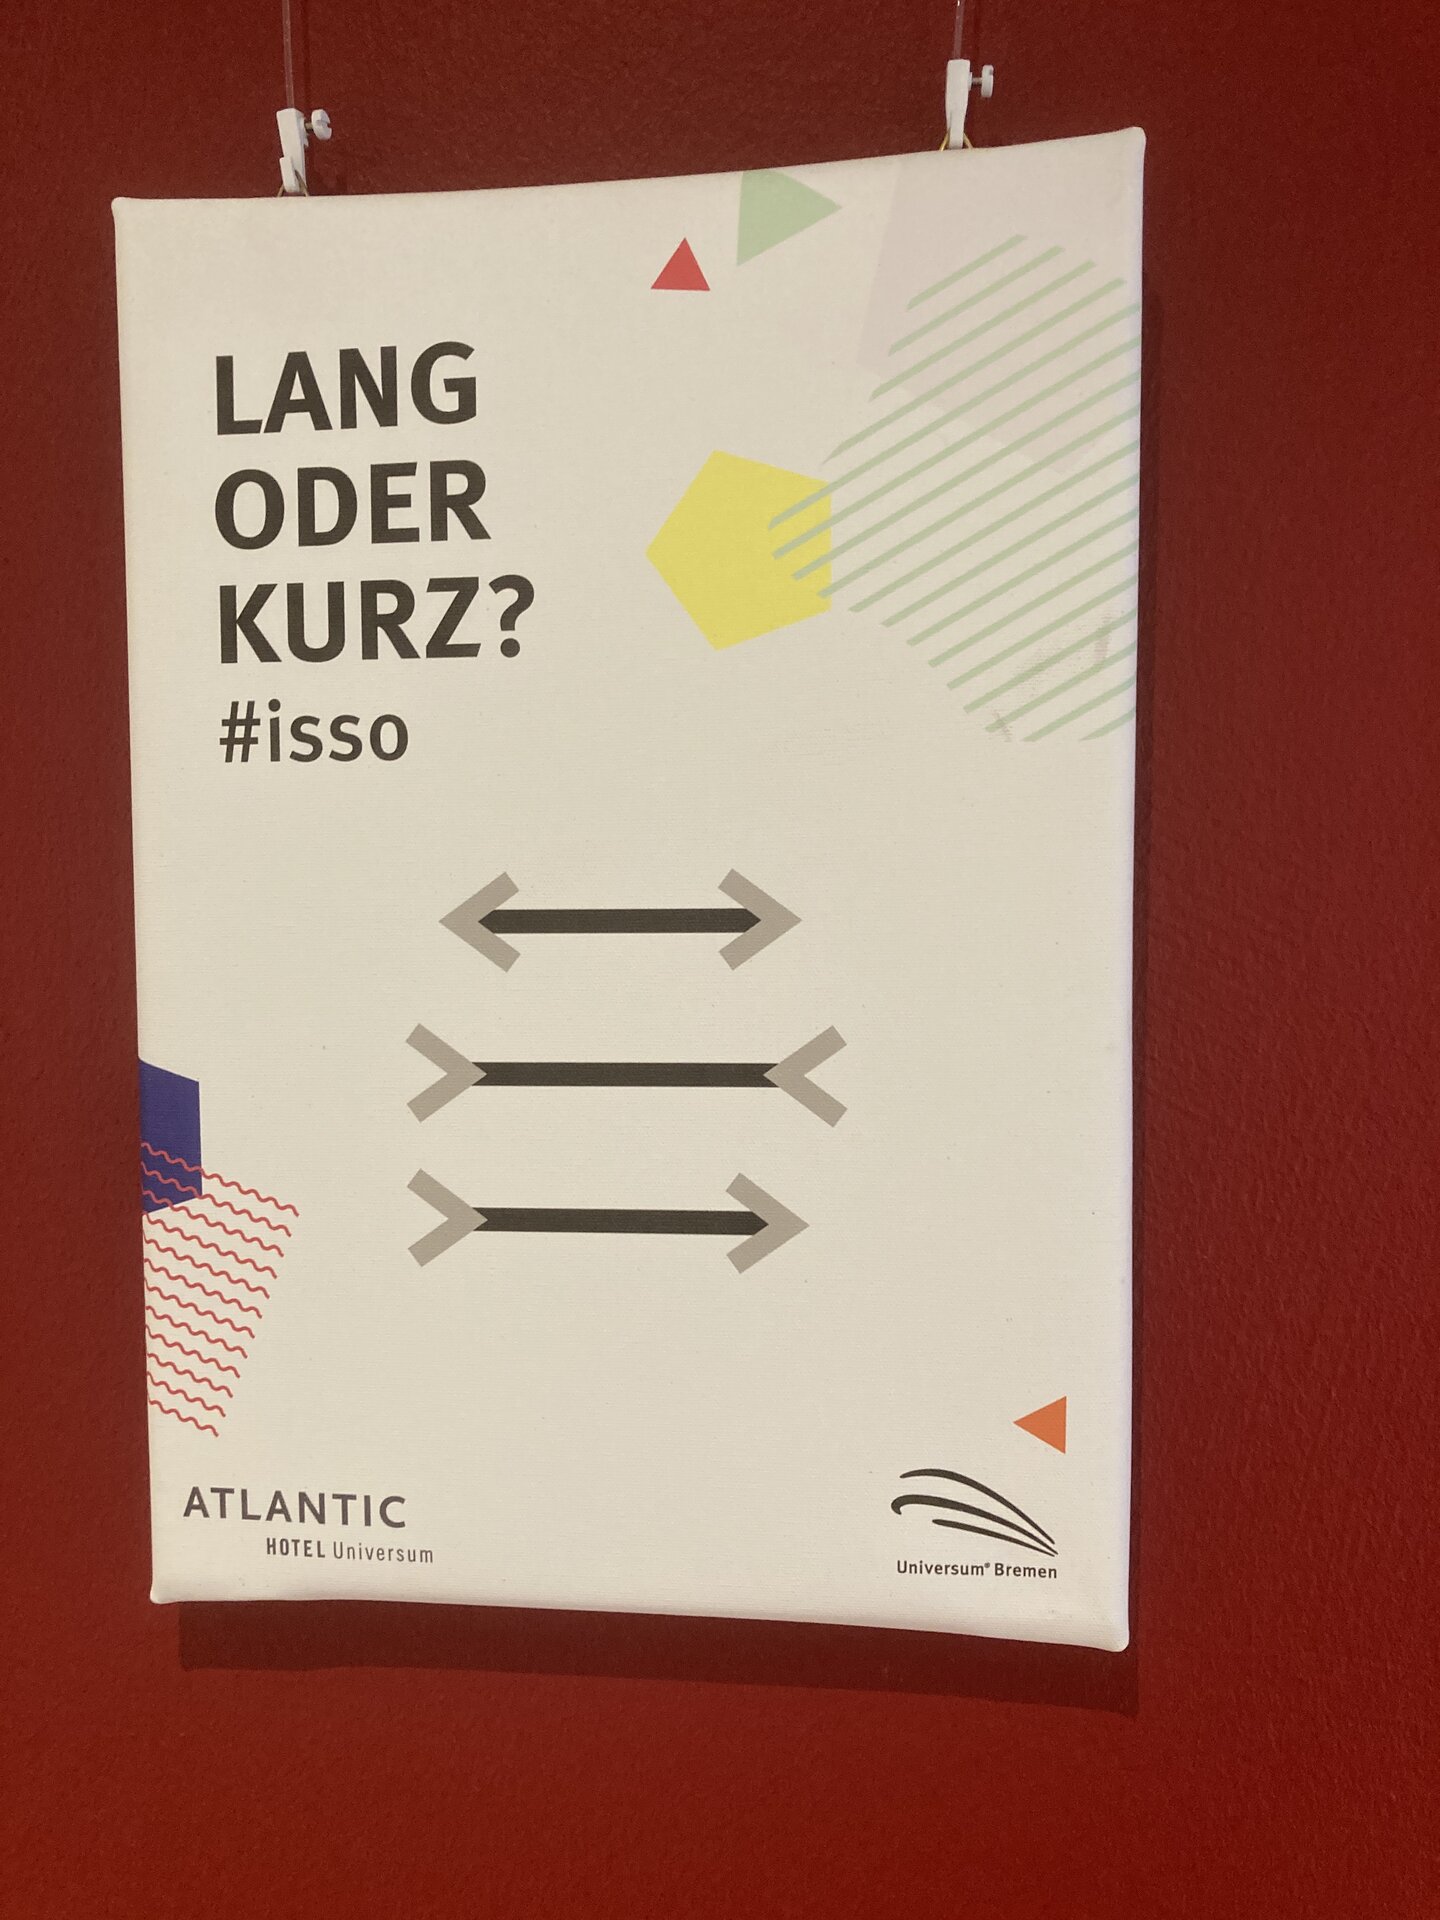 LANG
ODER
KURZ?
#isso
ATLANTIC
HOTEL Universum
Universum® Bremen